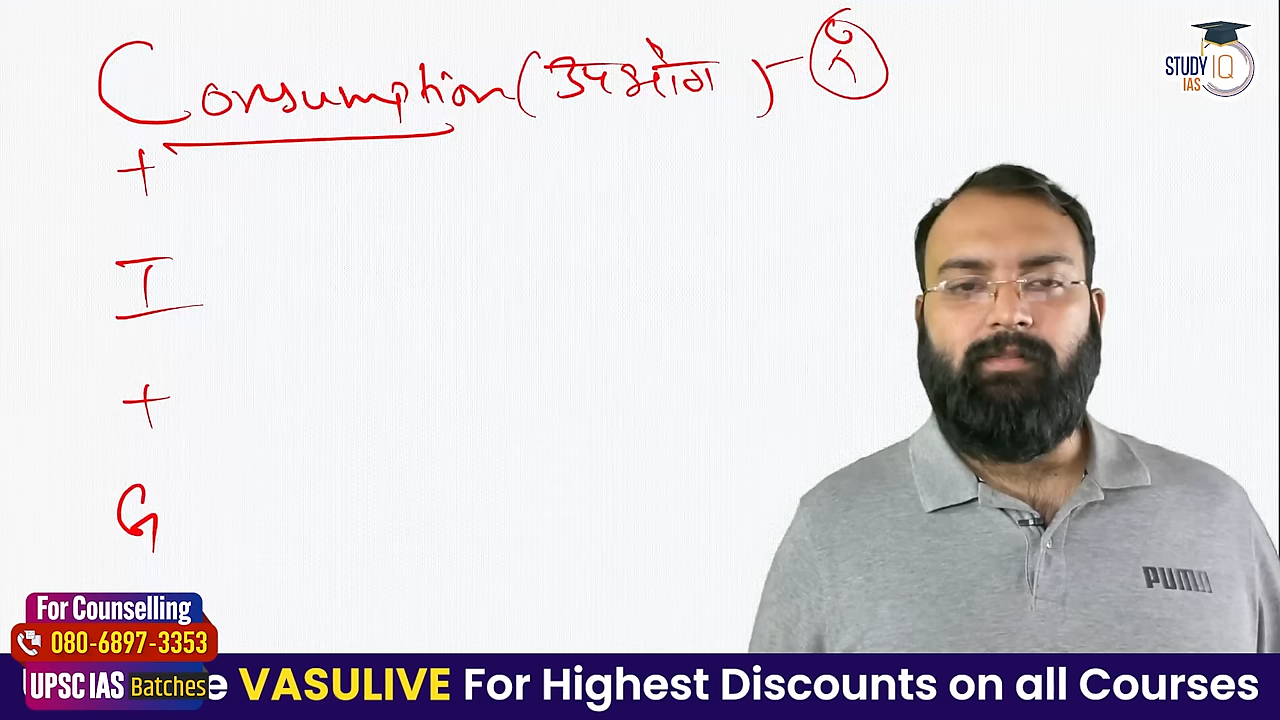 Consumption (उपभोग) -
STUDY IQ
IAS
+
I
+
G
PUMA
For Counselling
080-6897-3353
UPSC IAS Batches
e VASULIVE For Highest Discounts on all Courses